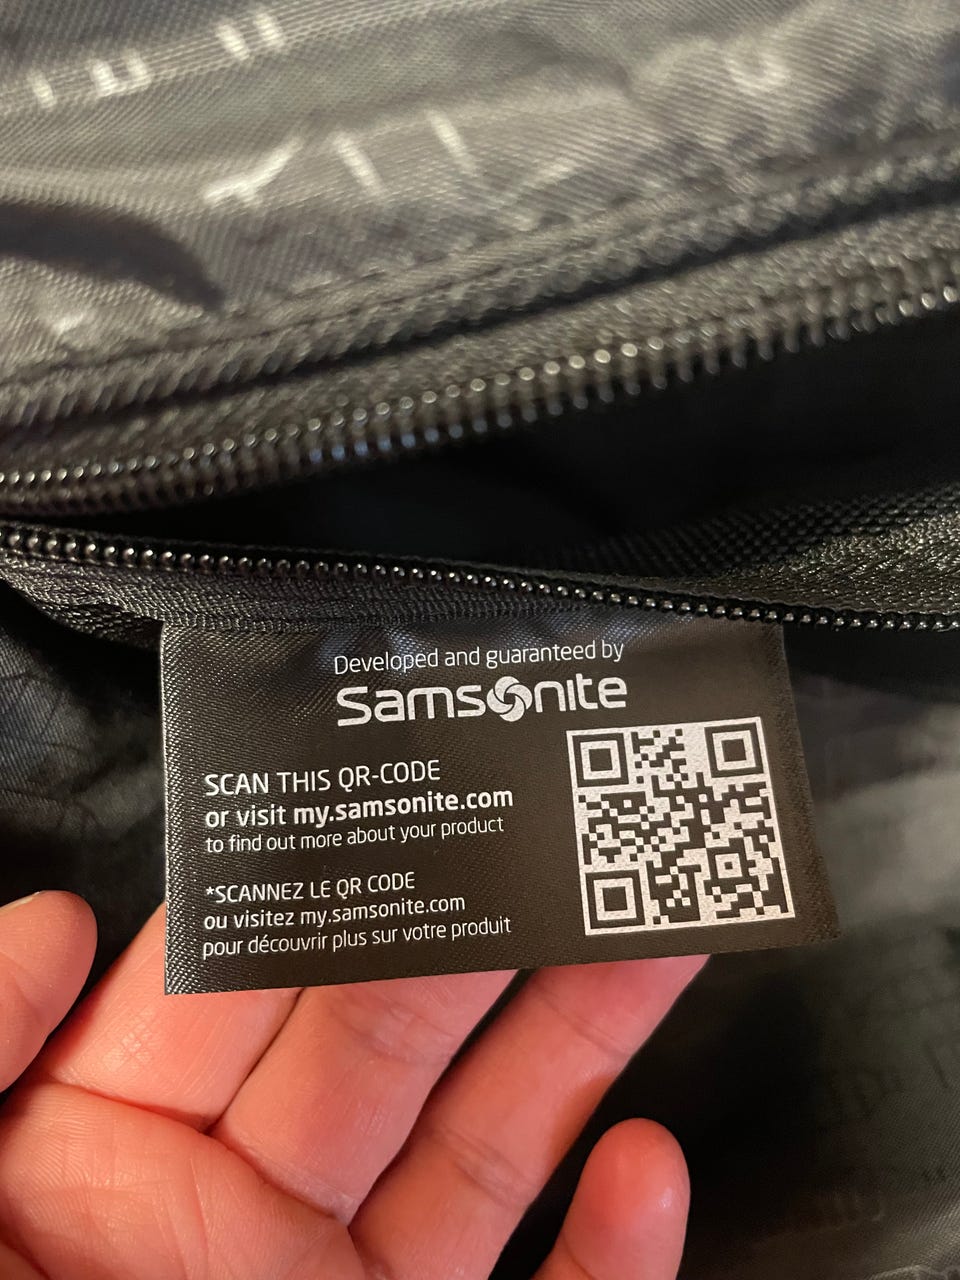 Developed and guaranteed by
Samsonite
SCAN THIS QR-CODE
or visit my.samsonite.com
to find out more about your product
*SCANNEZ LE QR CODE
ou visitez my.samsonite.com
pour découvrir plus sur votre produit